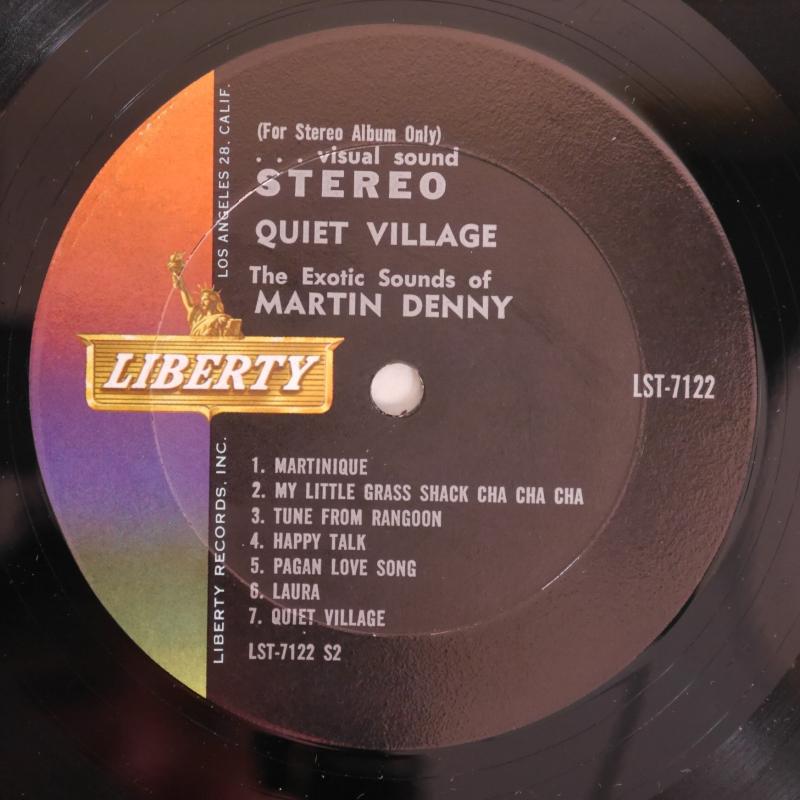 (For Stereo Album Only)
. . . visual sound
STEREO
QUIET VILLAGE
The Exotic Sounds of
MARTIN DENNY
LOS ANGELES 28, CALIF.
LIBERTY
LST-7122
LIBERTY RECORDS, INC.
1. MARTINIQUE
2. MY LITTLE GRASS SHACK CHA CHA CHA
3. TUNE FROM RANGOON
4. HAPPY TALK
5. PAGAN LOVE SONG
6. LAURA
7. QUIET VILLAGE
LST-7122 S2